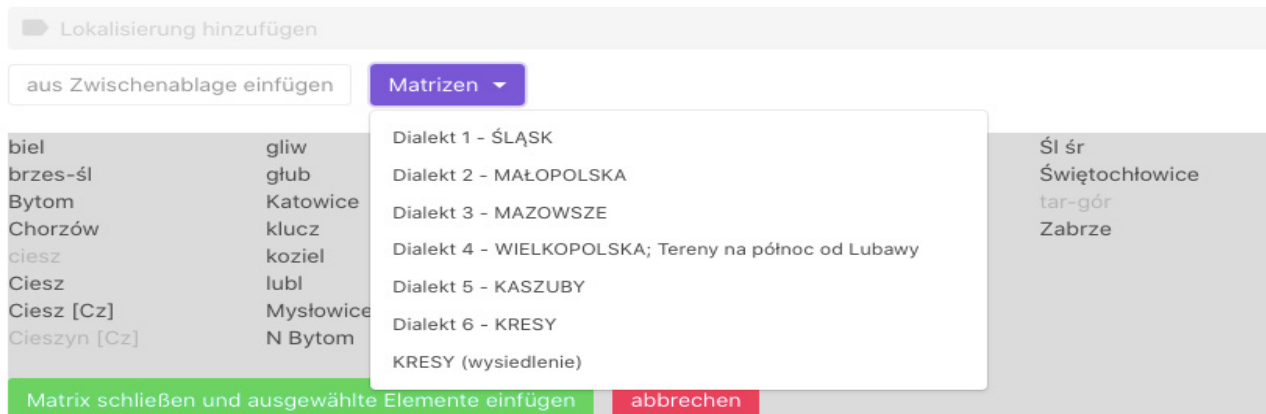 Lokalisierung hinzufügen
aus Zwischenablage einfügen
Matrizen
Dialekt 1 - ŚLĄSK
Dialekt 2 - MAŁOPOLSKA
Dialekt 3 - MAZOWSZE
Dialekt 4 - WIELKOPOLSKA; Tereny na północ od Lubawy
Dialekt 5 - KASZUBY
Dialekt 6 - KRESY
KRESY (wysiedlenie)
biel
brzes-śl
Bytom
Chorzów
ciesz
Ciesz
Ciesz [Cz]
Cieszyn [Cz]
gliw
głub
Katowice
klucz
koziel
lubl
Mysłowice
N Bytom
Śl śr
Świętochłowice
tar-gór
Zabrze
Matrix schließen und ausgewählte Elemente einfügen
abbrechen